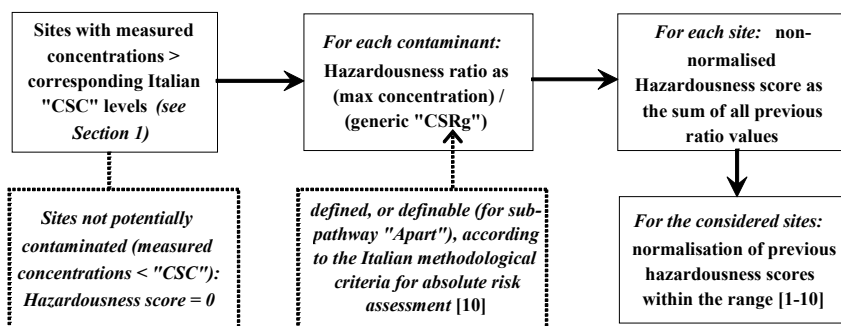 Sites with measured
concentrations >
corresponding Italian
"CSC" levels (see
Section 1)
For each contaminant:
Hazardousness ratio as
(max concentration) /
(generic "CSRg")
For each site: non-
normalised
Hazardousness score as
the sum of all previous
ratio values
Sites not potentially
contaminated (measured
concentrations < "CSC"):
Hazardousness score = 0
defined, or definable (for sub-
pathway "Apart"), according
to the Italian methodological
criteria for absolute risk
assessment [10]
For the considered sites:
normalisation of previous
hazardousness scores
within the range [1-10]